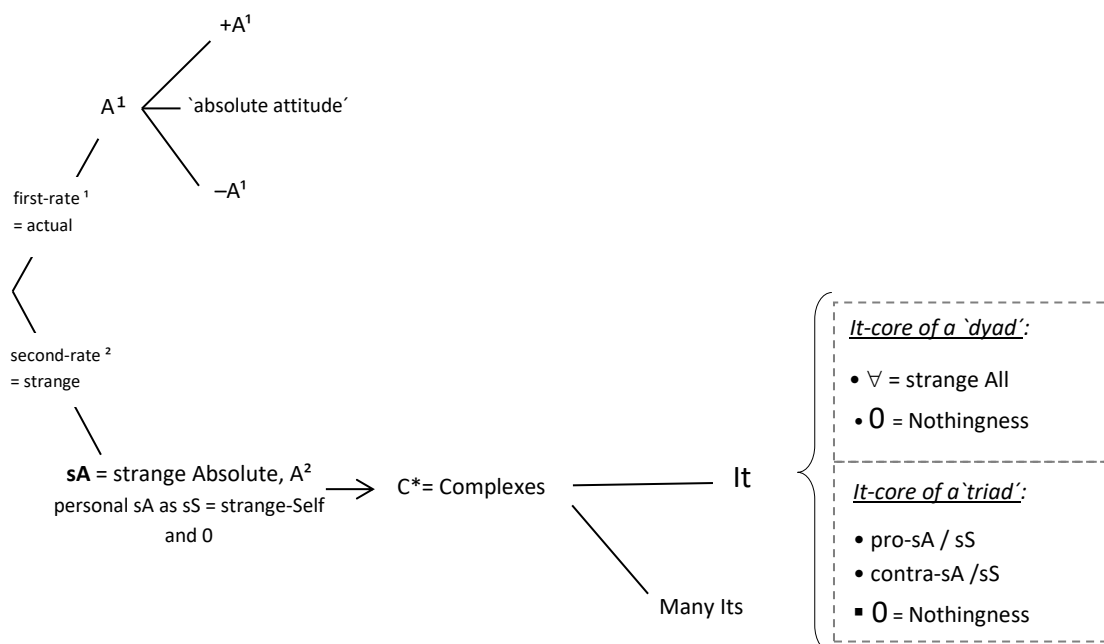 +A¹
A¹
`absolute attitude´
–A¹
first-rate ¹
= actual
second-rate ²
= strange
sA = strange Absolute, A²
personal sA as sS = strange-Self
and 0
C*= Complexes
It
Many Its
It-core of a `dyad´:
• ∀ = strange All
• 0 = Nothingness
It-core of a`triad´:
• pro-sA / sS
• contra-sA /sS
▪ 0 = Nothingness